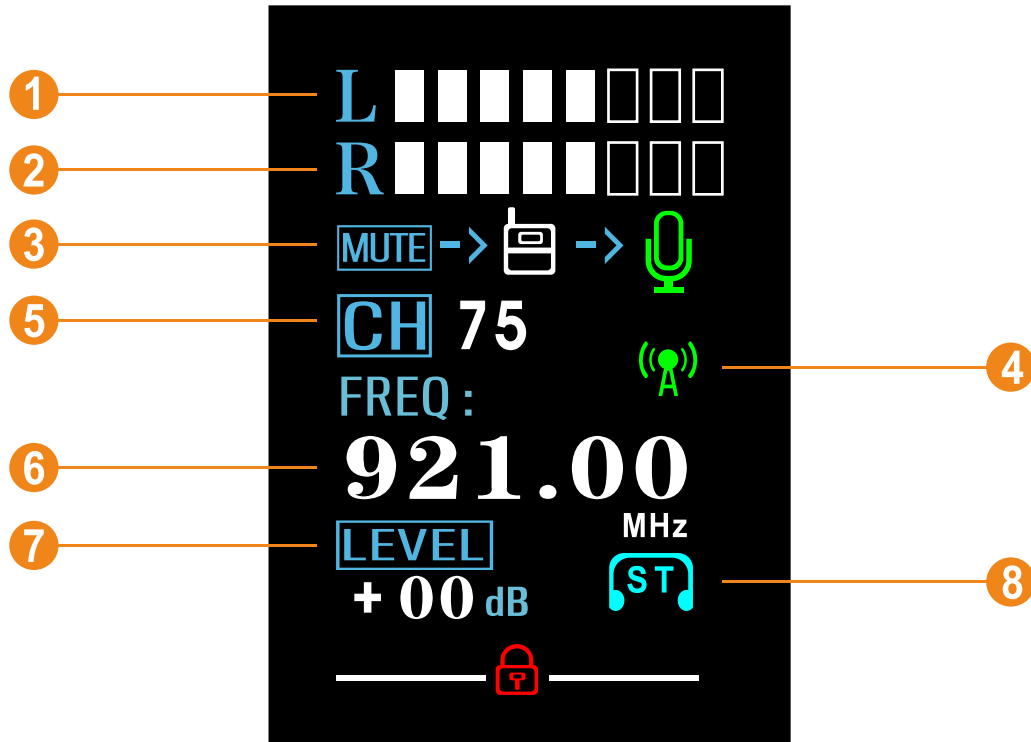 1 L
2 R
3 MUTE
5 CH 75
4
FREQ :
6 921.00
MHz
7 LEVEL
ST 8
+ 00 dB